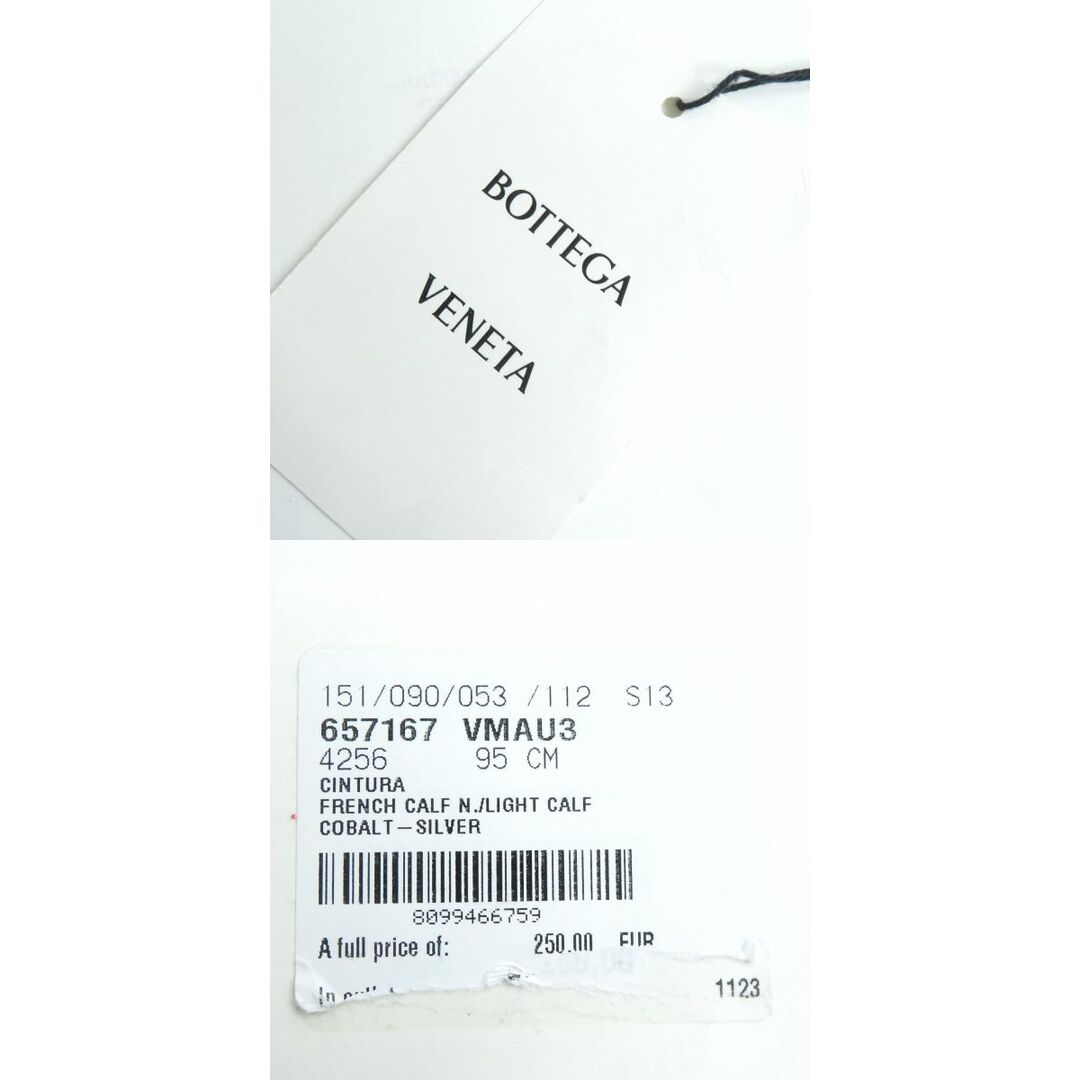 BOTTEGA
VENETA
151/090/053 /112 S13
657167 VMAU3
4256 95 CM
CINTURA
FRENCH CALF N./LIGHT CALF
COBALT-SILVER
8099466759
A full price of: 250.00 EUR
1123